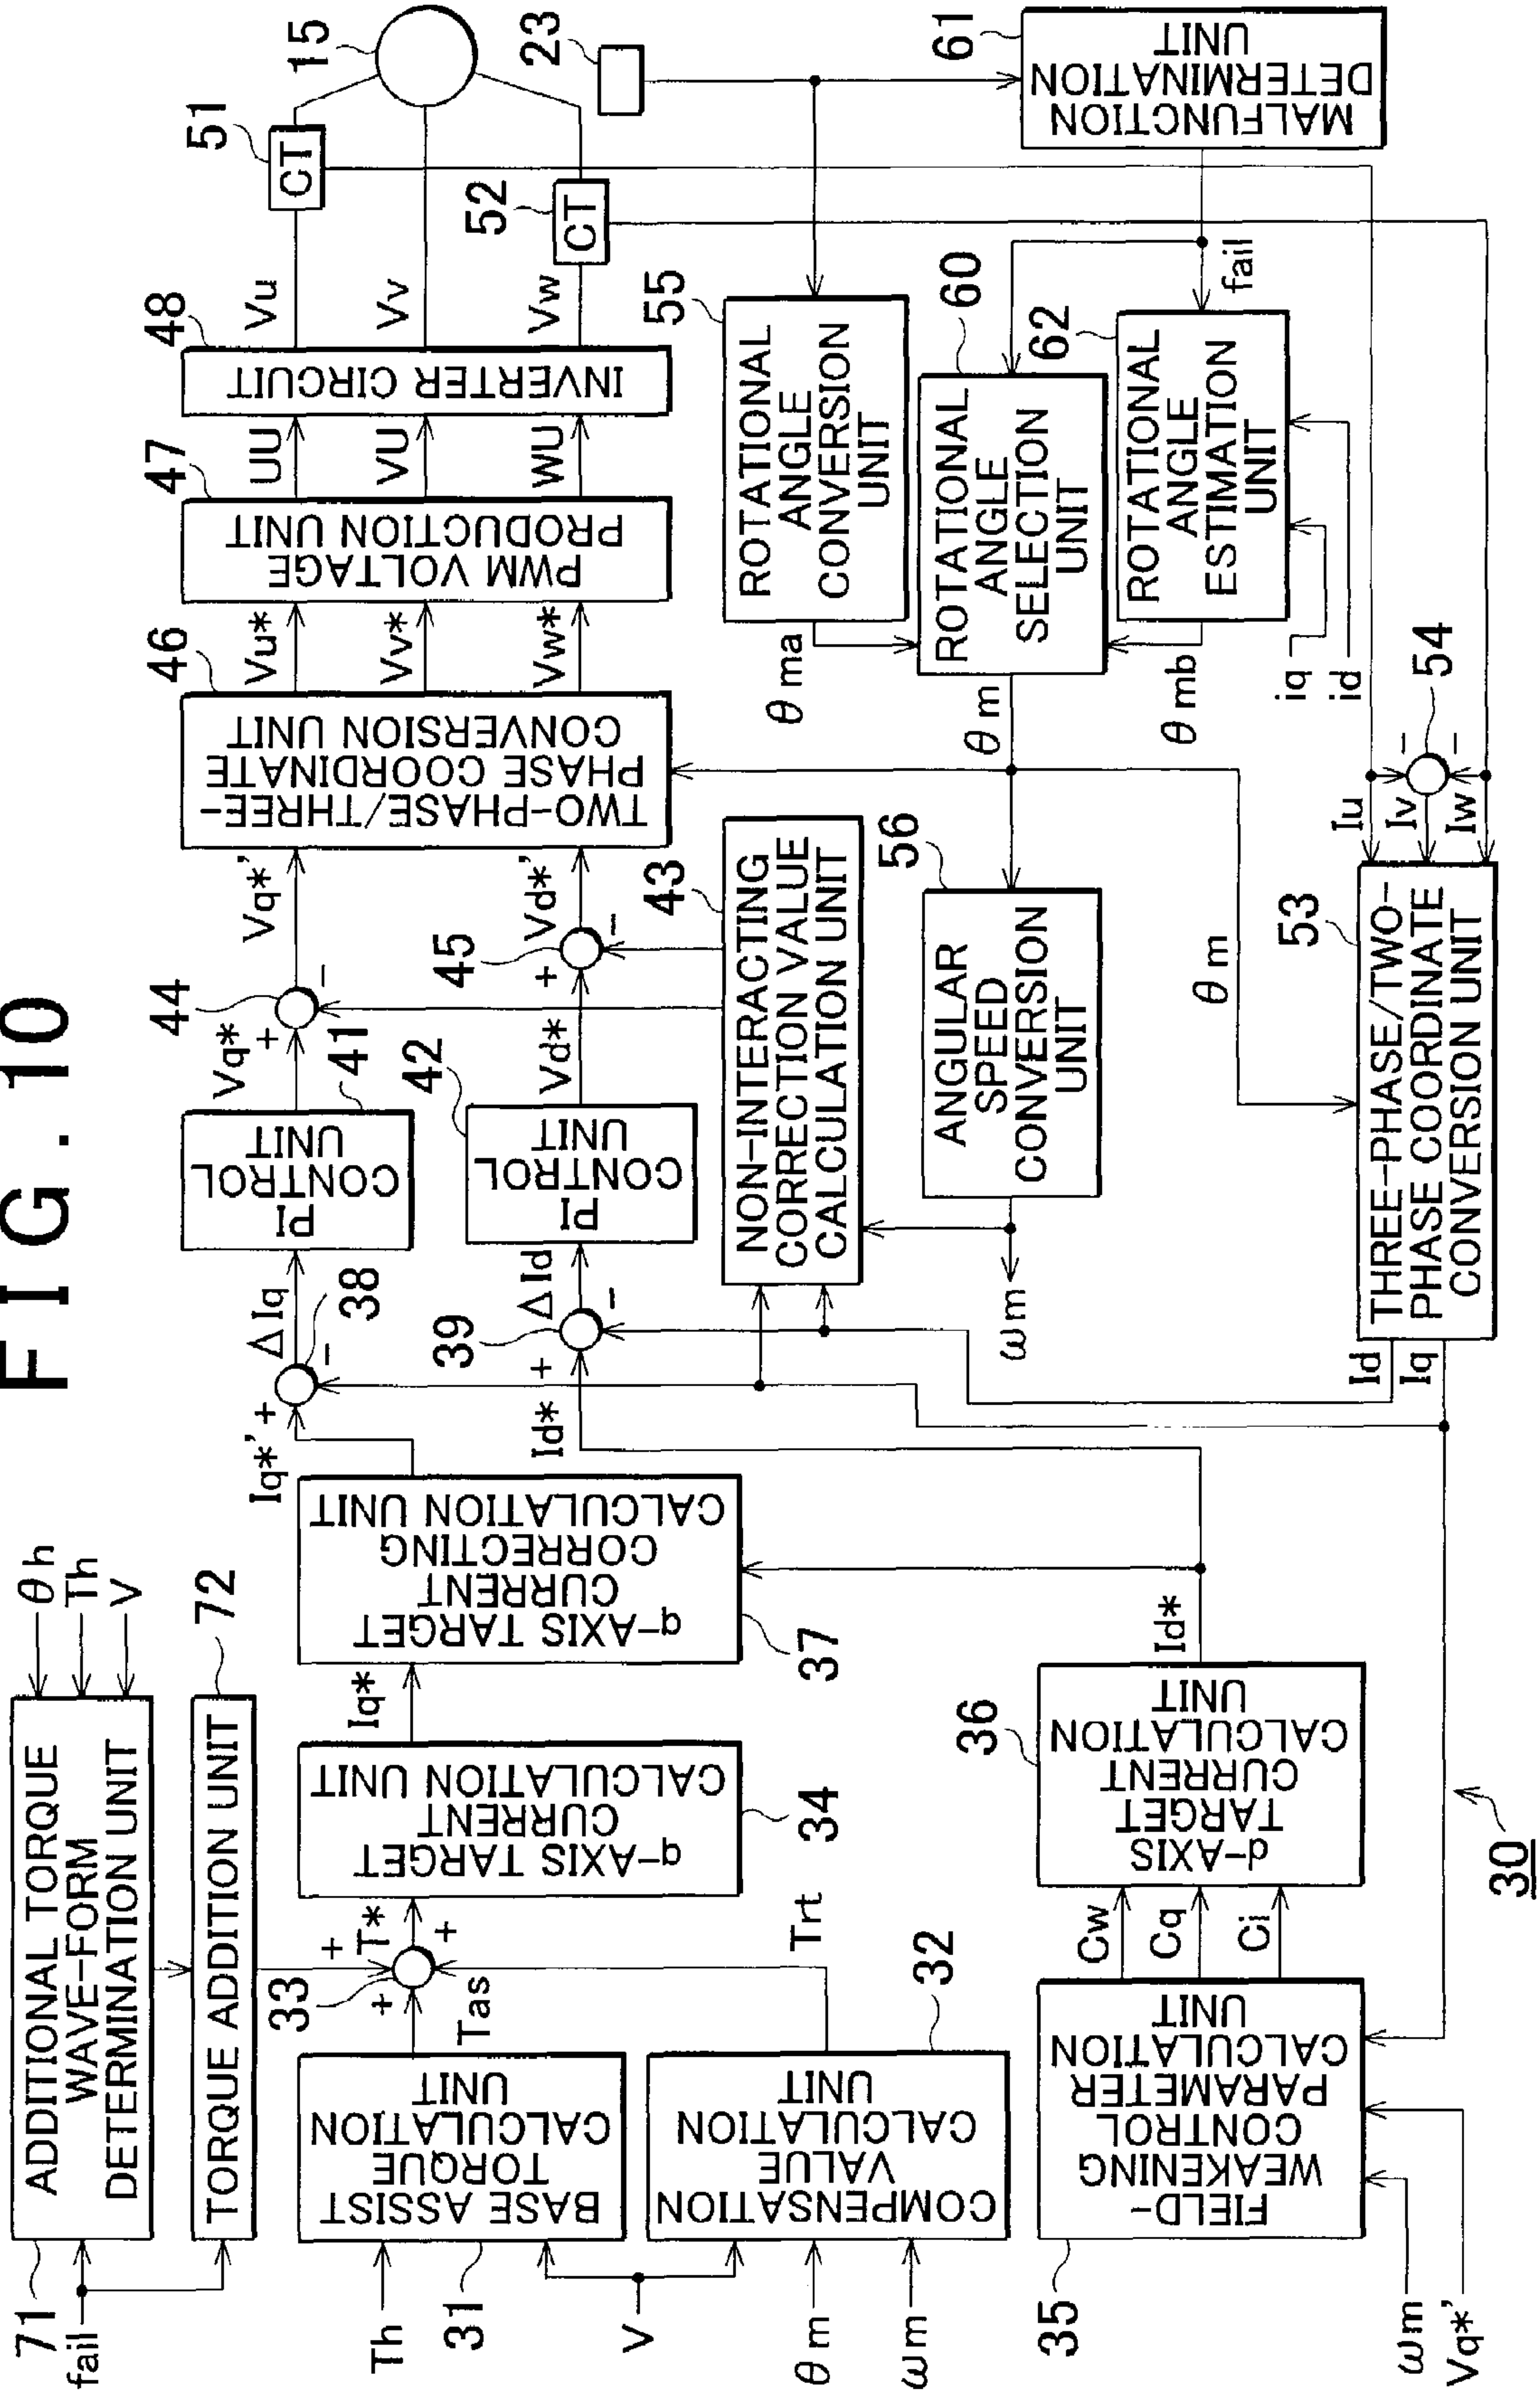 FIG. 10
ADDITIONAL TORQUE
WAVE-FORM
DETERMINATION UNIT
71
fail
θh
Th
V
TORQUE ADDITION UNIT
72
BASE ASSIST
TORQUE
CALCULATION
UNIT
31
Th
V
Tas
33
+
+
+
T*
COMPENSATION
VALUE
CALCULATION
UNIT
32
θm
ωm
Trt
q-AXIS TARGET
CURRENT
CALCULATION UNIT
34
Iq*
q-AXIS TARGET
CURRENT
CORRECTING
CALCULATION UNIT
37
Iq*'
+
-
38
ΔIq
PI
CONTROL
UNIT
41
Vq*
+
-
44
Vq*'
FIELD-
WEAKENING
CONTROL
PARAMETER
CALCULATION
UNIT
35
ωm
Vq*'
Cw
Cq
Ci
d-AXIS
TARGET
CURRENT
CALCULATION
UNIT
36
Id*
30
Id*
+
-
39
ΔId
PI
CONTROL
UNIT
42
Vd*
+
-
45
Vd*'
NON-INTERACTING
CORRECTION VALUE
CALCULATION UNIT
43
TWO-PHASE/THREE-
PHASE COORDINATE
CONVERSION UNIT
46
Vu*
Vv*
Vw*
PWM VOLTAGE
PRODUCTION UNIT
47
UU
VU
WU
INVERTER CIRCUIT
48
Vu
Vv
Vw
CT
51
CT
52
15
23
MALFUNCTION
DETERMINATION
UNIT
61
fail
ROTATIONAL
ANGLE
CONVERSION
UNIT
55
θma
ROTATIONAL
ANGLE
SELECTION
UNIT
60
θm
ROTATIONAL
ANGLE
ESTIMATION
UNIT
62
θmb
iq
id
ANGULAR
SPEED
CONVERSION
UNIT
56
ωm
θm
THREE-PHASE/TWO-
PHASE COORDINATE
CONVERSION UNIT
53
Id
Iq
Iu
Iv
Iw
-
-
54